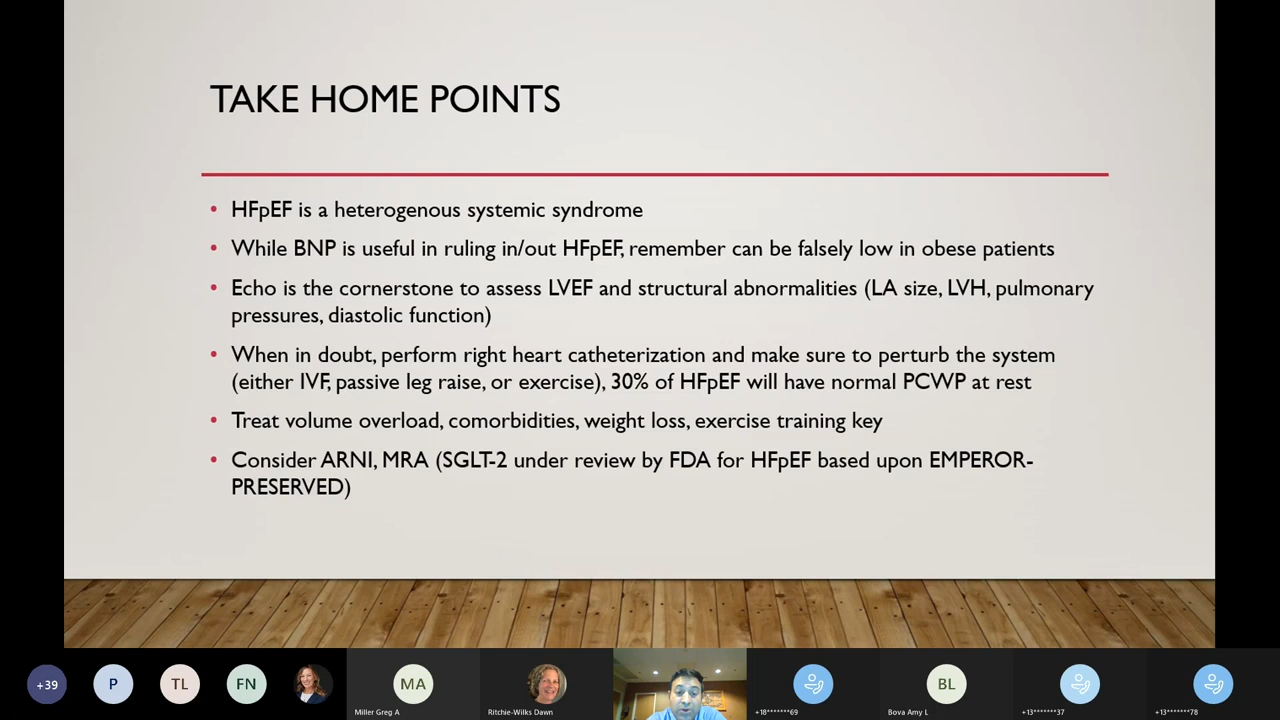 TAKE HOME POINTS
• HFpEF is a heterogenous systemic syndrome
• While BNP is useful in ruling in/out HFpEF, remember can be falsely low in obese patients
• Echo is the cornerstone to assess LVEF and structural abnormalities (LA size, LVH, pulmonary
pressures, diastolic function)
• When in doubt, perform right heart catheterization and make sure to perturb the system
(either IVF, passive leg raise, or exercise), 30% of HFpEF will have normal PCWP at rest
• Treat volume overload, comorbidities, weight loss, exercise training key
• Consider ARNI, MRA (SGLT-2 under review by FDA for HFpEF based upon EMPEROR-
PRESERVED)
+39
P
TL
FN
MA
Miller Greg A
Ritchie-Wilks Dawn
+18*******69
BL
Bova Amy L
+13*******37
+13*******78